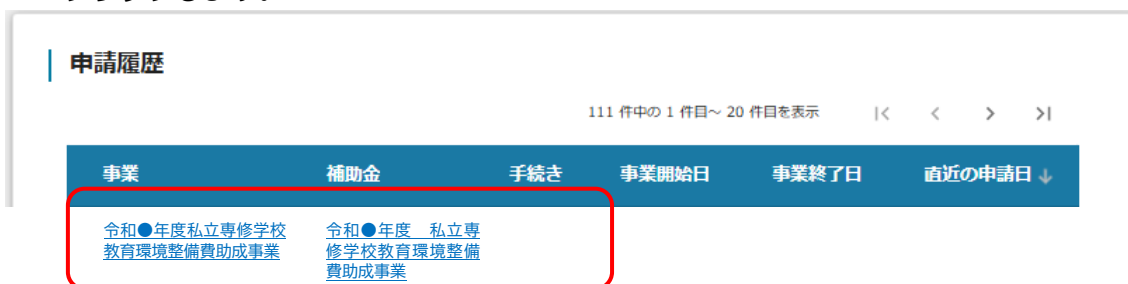 申請履歴
111 件中の 1 件目～ 20 件目を表示 |< < > >|
事業 補助金 手続き 事業開始日 事業終了日 直近の申請日 ↓
令和●年度私立専修学校 令和●年度　私立専
教育環境整備費助成事業 修学校教育環境整備
費助成事業